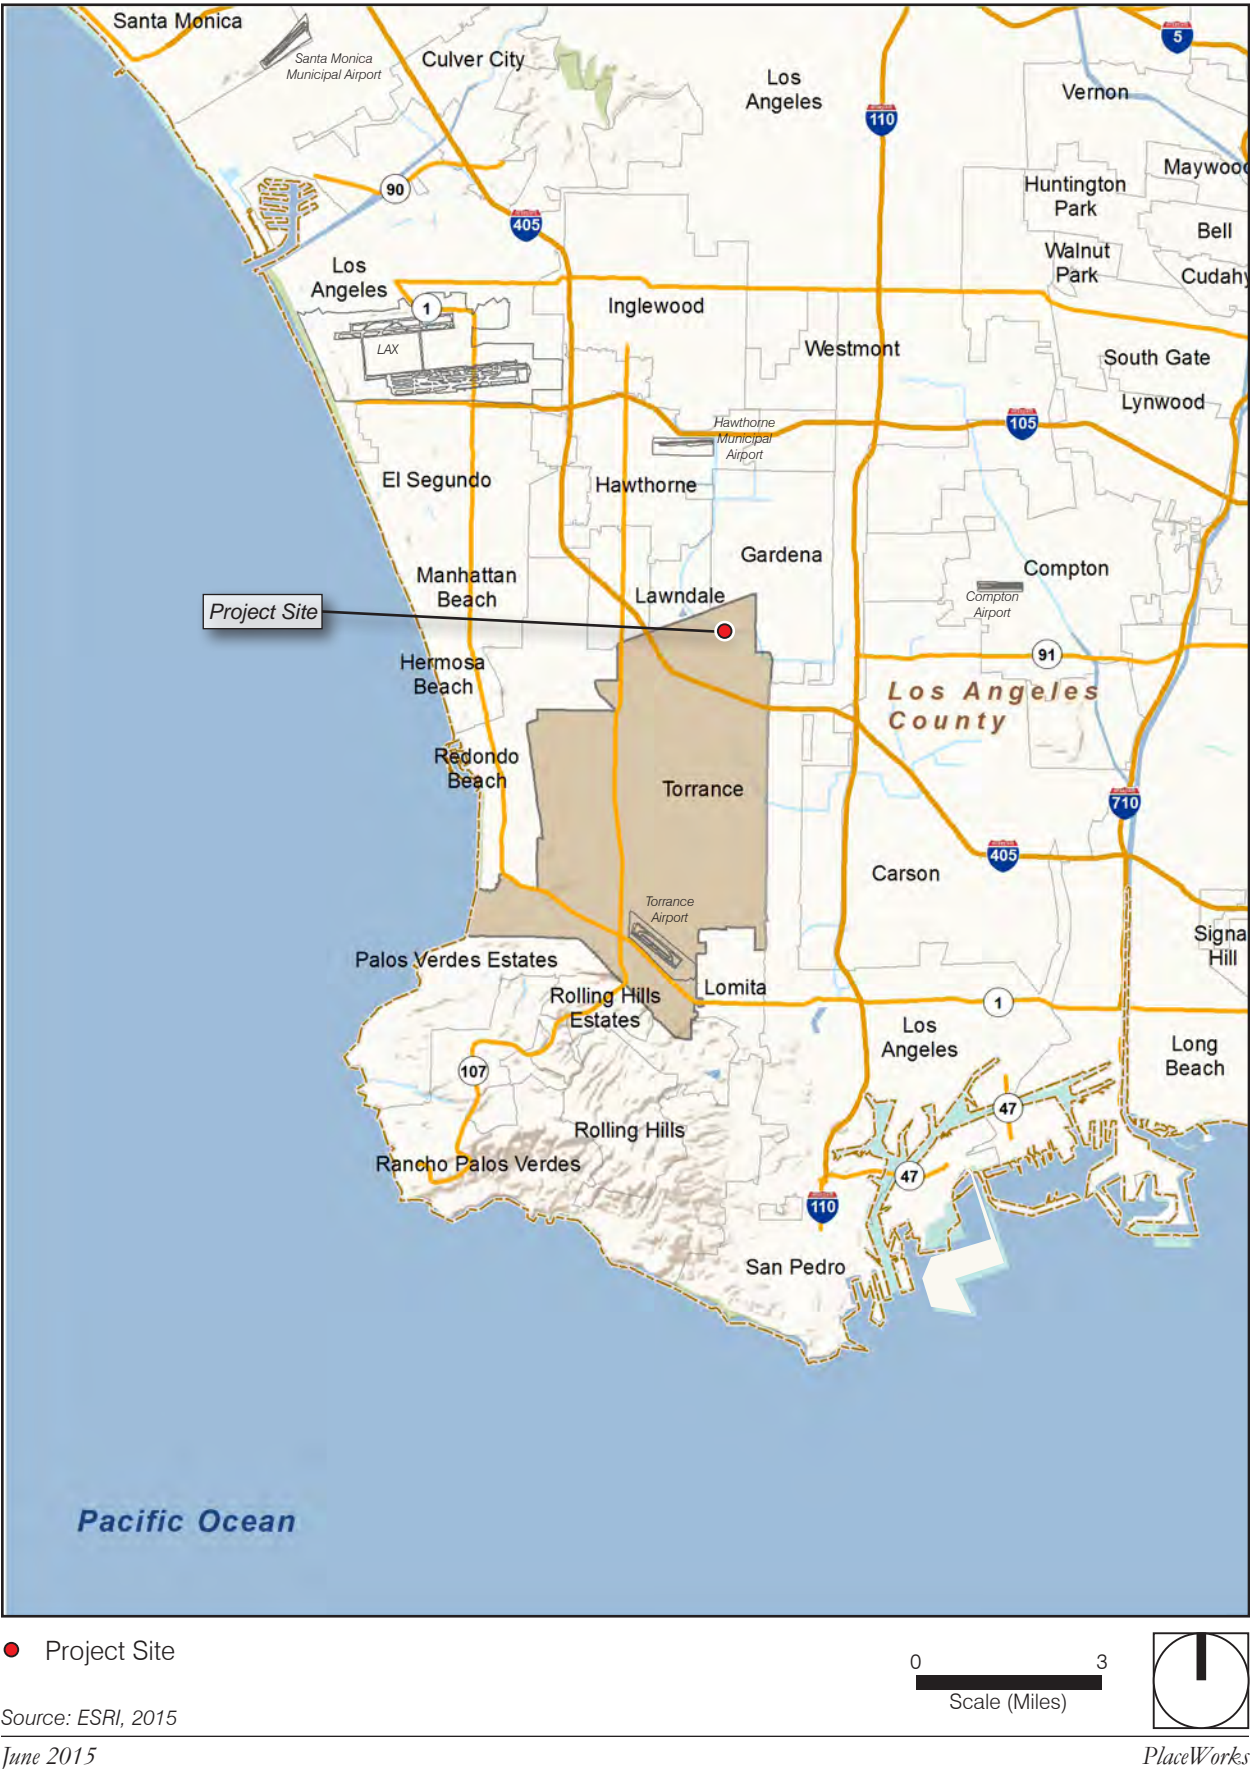 Santa Monica
Santa Monica
Municipal Airport
Culver City
Los
Angeles
5
Vernon
110
90
405
Huntington
Park
Maywood
Bell
Walnut
Park
Cudahy
Los
Angeles
1
LAX
Inglewood
Westmont
South Gate
Lynwood
Hawthorne
Municipal
Airport
105
El Segundo
Hawthorne
Gardena
Compton
Compton
Airport
Manhattan
Beach
Lawndale
Project Site
91
Hermosa
Beach
Los Angeles
County
Redondo
Beach
Torrance
710
405
Carson
Torrance
Airport
Signa
Hill
Palos Verdes Estates
Rolling Hills
Estates
Lomita
1
Los
Angeles
Long
Beach
107
47
Rolling Hills
Rancho Palos Verdes
47
110
San Pedro
Pacific Ocean
Project Site
0 3
Scale (Miles)
Source: ESRI, 2015
June 2015
PlaceWorks